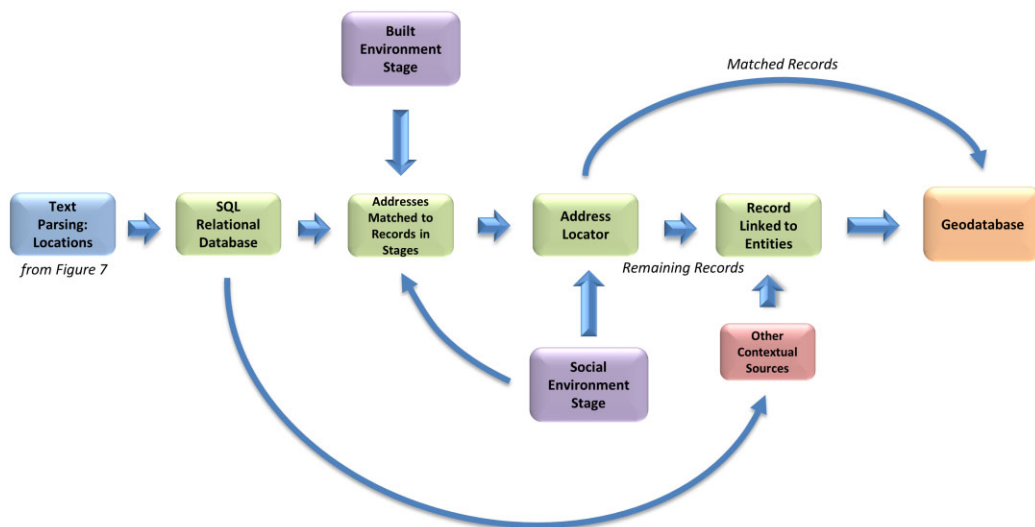 Built
Environment
Stage
Matched Records
Text
Parsing:
Locations
from Figure 7
SQL
Relational
Database
Addresses
Matched to
Records in
Stages
Address
Locator
Remaining Records
Record
Linked to
Entities
Geodatabase
Social
Environment
Stage
Other
Contextual
Sources